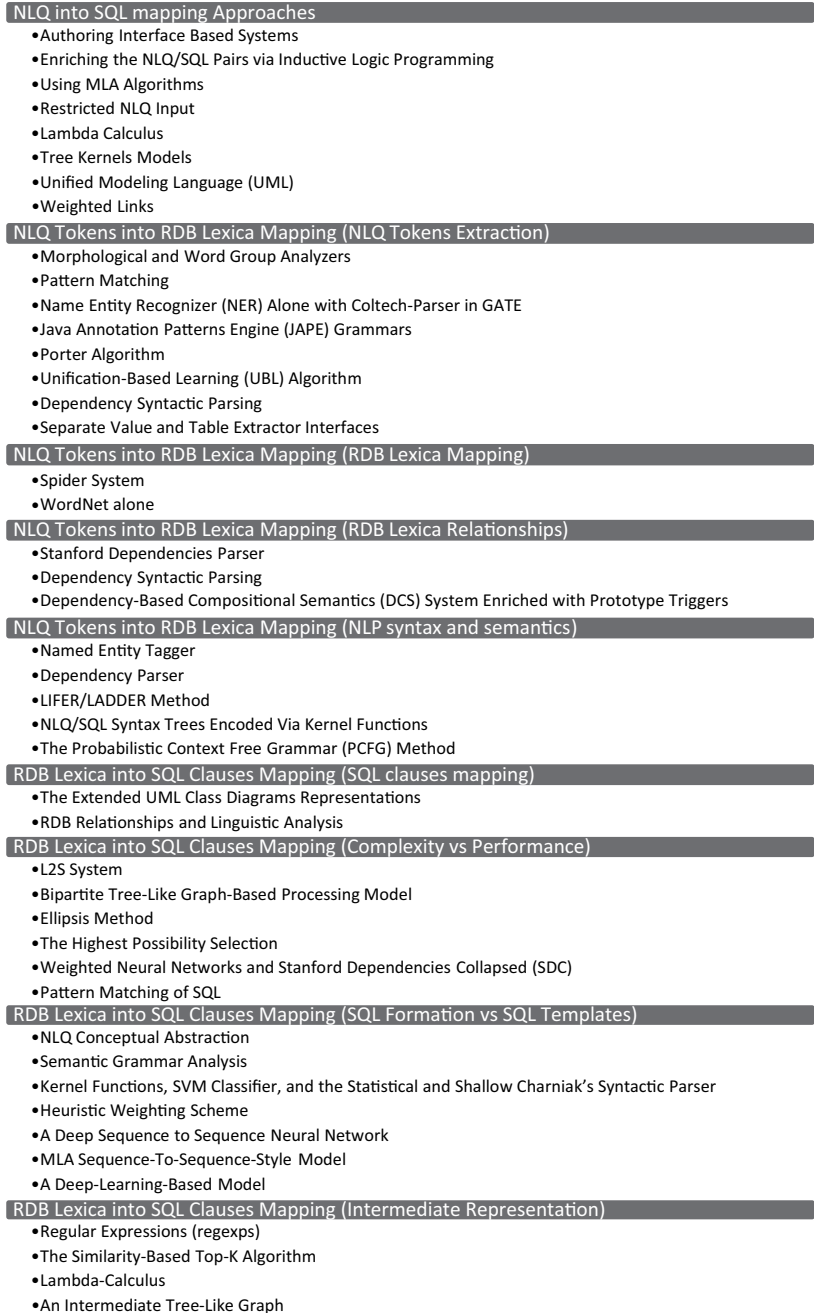 NLQ into SQL mapping Approaches
•Authoring Interface Based Systems
•Enriching the NLQ/SQL Pairs via Inductive Logic Programming
•Using MLA Algorithms
•Restricted NLQ Input
•Lambda Calculus
•Tree Kernels Models
•Unified Modeling Language (UML)
•Weighted Links
NLQ Tokens into RDB Lexica Mapping (NLQ Tokens Extraction)
•Morphological and Word Group Analyzers
•Pattern Matching
•Name Entity Recognizer (NER) Alone with Coltech-Parser in GATE
•Java Annotation Patterns Engine (JAPE) Grammars
•Porter Algorithm
•Unification-Based Learning (UBL) Algorithm
•Dependency Syntactic Parsing
•Separate Value and Table Extractor Interfaces
NLQ Tokens into RDB Lexica Mapping (RDB Lexica Mapping)
•Spider System
•WordNet alone
NLQ Tokens into RDB Lexica Mapping (RDB Lexica Relationships)
•Stanford Dependencies Parser
•Dependency Syntactic Parsing
•Dependency-Based Compositional Semantics (DCS) System Enriched with Prototype Triggers
NLQ Tokens into RDB Lexica Mapping (NLP syntax and semantics)
•Named Entity Tagger
•Dependency Parser
•LIFER/LADDER Method
•NLQ/SQL Syntax Trees Encoded Via Kernel Functions
•The Probabilistic Context Free Grammar (PCFG) Method
RDB Lexica into SQL Clauses Mapping (SQL clauses mapping)
•The Extended UML Class Diagrams Representations
•RDB Relationships and Linguistic Analysis
RDB Lexica into SQL Clauses Mapping (Complexity vs Performance)
•L2S System
•Bipartite Tree-Like Graph-Based Processing Model
•Ellipsis Method
•The Highest Possibility Selection
•Weighted Neural Networks and Stanford Dependencies Collapsed (SDC)
•Pattern Matching of SQL
RDB Lexica into SQL Clauses Mapping (SQL Formation vs SQL Templates)
•NLQ Conceptual Abstraction
•Semantic Grammar Analysis
•Kernel Functions, SVM Classifier, and the Statistical and Shallow Charniak's Syntactic Parser
•Heuristic Weighting Scheme
•A Deep Sequence to Sequence Neural Network
•MLA Sequence-To-Sequence-Style Model
•A Deep-Learning-Based Model
RDB Lexica into SQL Clauses Mapping (Intermediate Representation)
•Regular Expressions (regexps)
•The Similarity-Based Top-K Algorithm
•Lambda-Calculus
•An Intermediate Tree-Like Graph